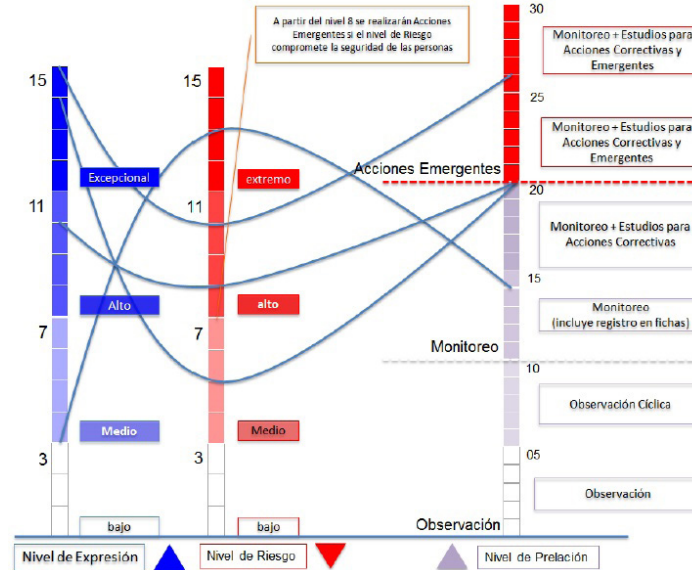 A partir del nivel 8 se realizarán Acciones
Emergentes si el nivel de Riesgo
compromete la seguridad de las personas
30
Monitoreo + Estudios para
Acciones Correctivas y
Emergentes
15
15
25
Monitoreo + Estudios para
Acciones Correctivas y
Emergentes
Acciones Emergentes
Excepcional
extremo
20
11
11
Monitoreo + Estudios para
Acciones Correctivas
15
Alto
alto
Monitoreo
(incluye registro en fichas)
7
7
Monitoreo
10
Observación Cíclica
Medio
Medio
3
3
05
Observación
bajo
bajo
Observación
Nivel de Expresión
Nivel de Riesgo
Nivel de Prelación